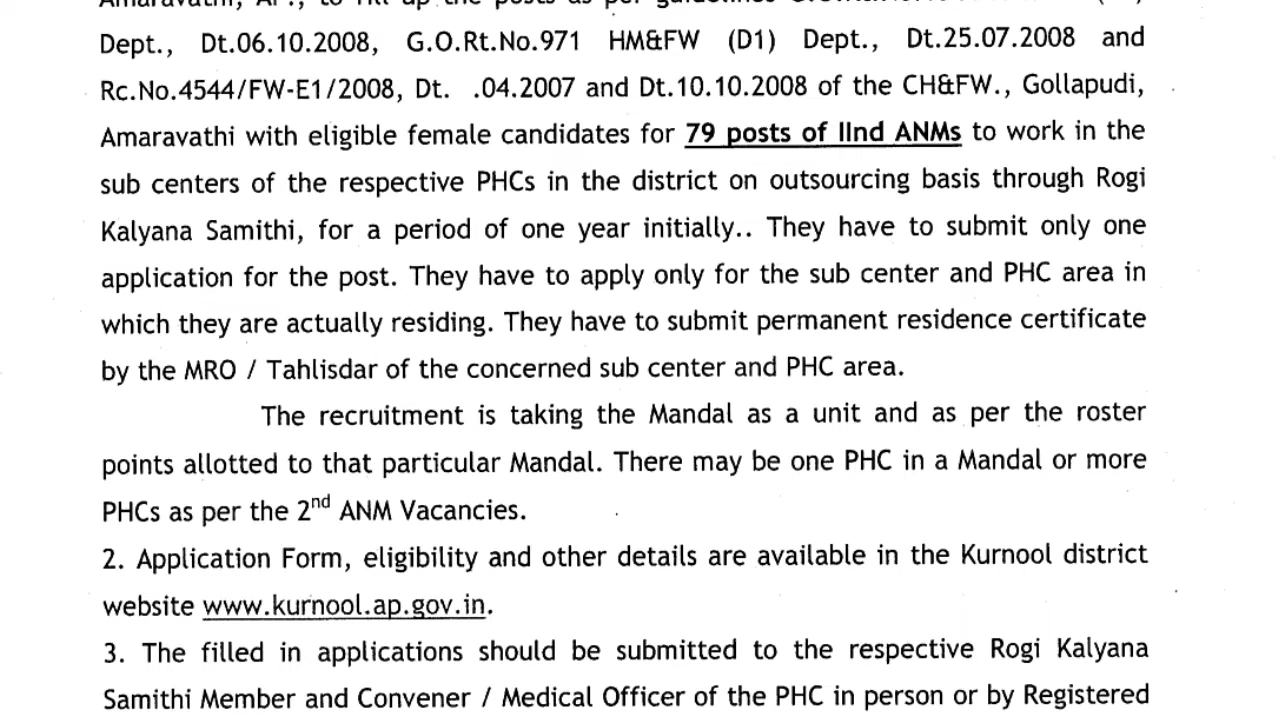 Dept., Dt.06.10.2008, G.O.Rt.No.971 HM&FW (D1) Dept., Dt.25.07.2008 and
Rc.No.4544/FW-E1/2008, Dt. .04.2007 and Dt.10.10.2008 of the CH&FW., Gollapudi,
Amaravathi with eligible female candidates for 79 posts of IInd ANMs to work in the
sub centers of the respective PHCs in the district on outsourcing basis through Rogi
Kalyana Samithi, for a period of one year initially.. They have to submit only one
application for the post. They have to apply only for the sub center and PHC area in
which they are actually residing. They have to submit permanent residence certificate
by the MRO / Tahlisdar of the concerned sub center and PHC area.
The recruitment is taking the Mandal as a unit and as per the roster
points allotted to that particular Mandal. There may be one PHC in a Mandal or more
PHCs as per the 2nd ANM Vacancies.
2. Application Form, eligibility and other details are available in the Kurnool district
website www.kurnool.ap.gov.in.
3. The filled in applications should be submitted to the respective Rogi Kalyana
Samithi Member and Convener / Medical Officer of the PHC in person or by Registered